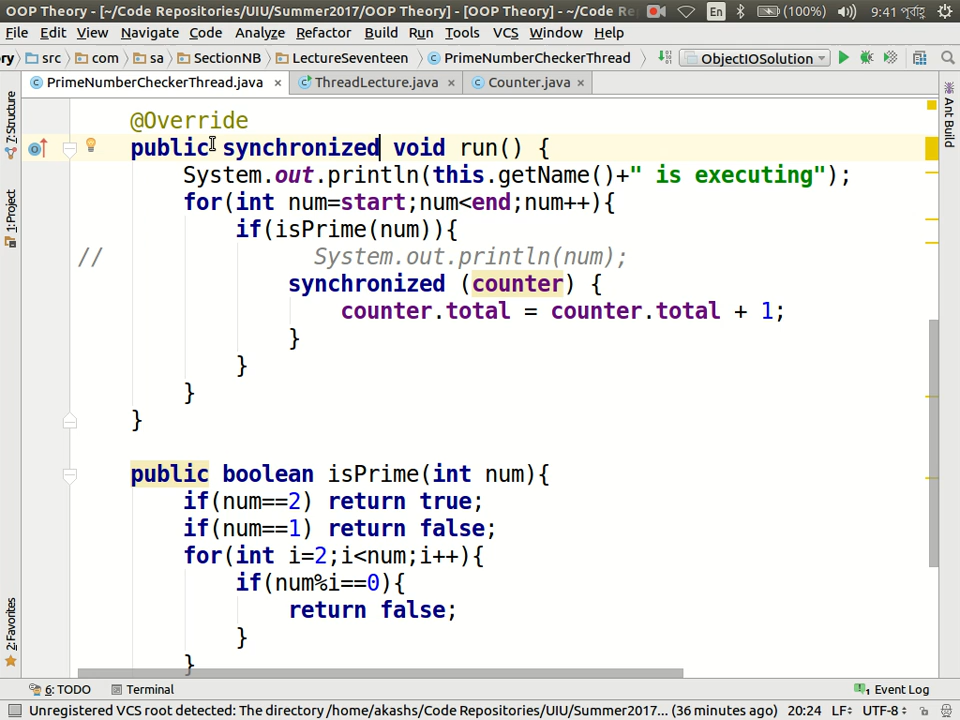 OOP Theory - [~/Code Repositories/UIU/Summer2017/OOP Theory] - [OOP Theory] - ~/Code Re En (100%) 9:41 পূর্বাহ্ণ
File Edit View Navigate Code Analyze Refactor Build Run Tools VCS Window Help
ry src com sa SectionNB LectureSeventeen PrimeNumberCheckerThread ObjectIOSolution
PrimeNumberCheckerThread.java ThreadLecture.java Counter.java
7: Structure
1: Project
2: Favorites
Ant Build
@Override
public synchronized void run() {
System.out.println(this.getName()+" is executing");
for(int num=start;num<end;num++){
if(isPrime(num)){
// System.out.println(num);
synchronized (counter) {
counter.total = counter.total + 1;
}
}
}
}
public boolean isPrime(int num){
if(num==2) return true;
if(num==1) return false;
for(int i=2;i<num;i++){
if(num%i==0){
return false;
}
}
6: TODO Terminal 1 Event Log
Unregistered VCS root detected: The directory /home/akashs/Code Repositories/UIU/Summer2017... (36 minutes ago) 20:24 LF UTF-8